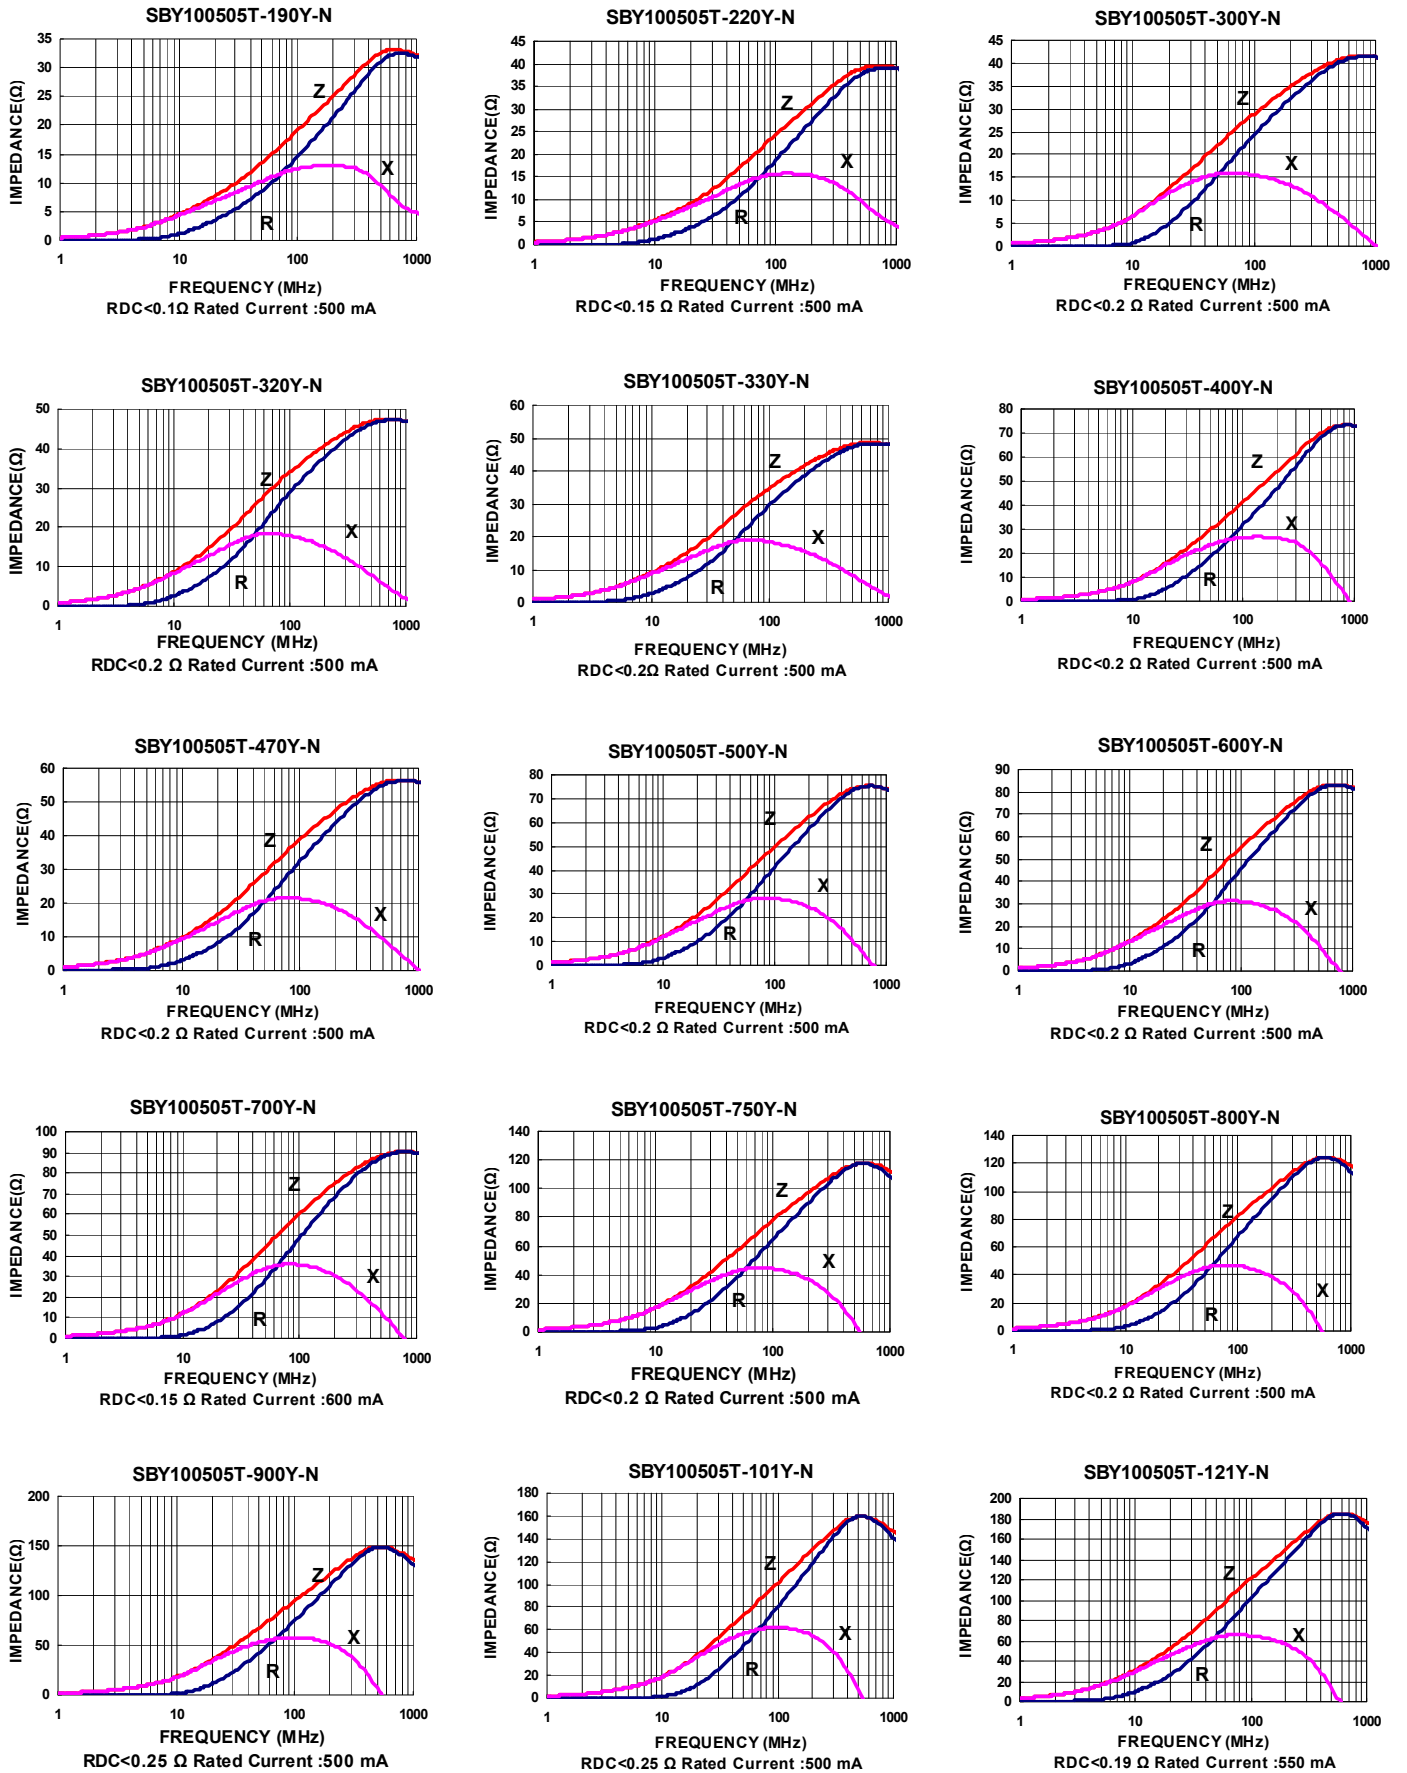 SBY100505T-190Y-N
IMPEDANCE(Ω)
35
30
25
20
15
10
5
0
Z
X
R
1 10 100 1000
FREQUENCY (MHz)
RDC<0.1Ω Rated Current :500 mA
SBY100505T-220Y-N
IMPEDANCE(Ω)
45
40
35
30
25
20
15
10
5
0
Z
X
R
1 10 100 1000
FREQUENCY (MHz)
RDC<0.15 Ω Rated Current :500 mA
SBY100505T-300Y-N
IMPEDANCE(Ω)
45
40
35
30
25
20
15
10
5
0
Z
X
R
1 10 100 1000
FREQUENCY (MHz)
RDC<0.2 Ω Rated Current :500 mA
SBY100505T-320Y-N
IMPEDANCE(Ω)
50
40
30
20
10
0
Z
X
R
1 10 100 1000
FREQUENCY (MHz)
RDC<0.2 Ω Rated Current :500 mA
SBY100505T-330Y-N
IMPEDANCE(Ω)
60
50
40
30
20
10
0
Z
X
R
1 10 100 1000
FREQUENCY (MHz)
RDC<0.2Ω Rated Current :500 mA
SBY100505T-400Y-N
IMPEDANCE(Ω)
80
70
60
50
40
30
20
10
0
Z
X
R
1 10 100 1000
FREQUENCY (MHz)
RDC<0.2 Ω Rated Current :500 mA
SBY100505T-470Y-N
IMPEDANCE(Ω)
60
50
40
30
20
10
0
Z
X
R
1 10 100 1000
FREQUENCY (MHz)
RDC<0.2 Ω Rated Current :500 mA
SBY100505T-500Y-N
IMPEDANCE(Ω)
80
70
60
50
40
30
20
10
0
Z
X
R
1 10 100 1000
FREQUENCY (MHz)
RDC<0.2 Ω Rated Current :500 mA
SBY100505T-600Y-N
IMPEDANCE(Ω)
90
80
70
60
50
40
30
20
10
0
Z
X
R
1 10 100 1000
FREQUENCY (MHz)
RDC<0.2 Ω Rated Current :500 mA
SBY100505T-700Y-N
IMPEDANCE(Ω)
100
90
80
70
60
50
40
30
20
10
0
Z
X
R
1 10 100 1000
FREQUENCY (MHz)
RDC<0.15 Ω Rated Current :600 mA
SBY100505T-750Y-N
IMPEDANCE(Ω)
140
120
100
80
60
40
20
0
Z
X
R
1 10 100 1000
FREQUENCY (MHz)
RDC<0.2 Ω Rated Current :500 mA
SBY100505T-800Y-N
IMPEDANCE(Ω)
140
120
100
80
60
40
20
0
Z
X
R
1 10 100 1000
FREQUENCY (MHz)
RDC<0.2 Ω Rated Current :500 mA
SBY100505T-900Y-N
IMPEDANCE(Ω)
200
150
100
50
0
Z
X
R
1 10 100 1000
FREQUENCY (MHz)
RDC<0.25 Ω Rated Current :500 mA
SBY100505T-101Y-N
IMPEDANCE(Ω)
180
160
140
120
100
80
60
40
20
0
Z
X
R
1 10 100 1000
FREQUENCY (MHz)
RDC<0.25 Ω Rated Current :500 mA
SBY100505T-121Y-N
IMPEDANCE(Ω)
200
180
160
140
120
100
80
60
40
20
0
Z
X
R
1 10 100 1000
FREQUENCY (MHz)
RDC<0.19 Ω Rated Current :550 mA